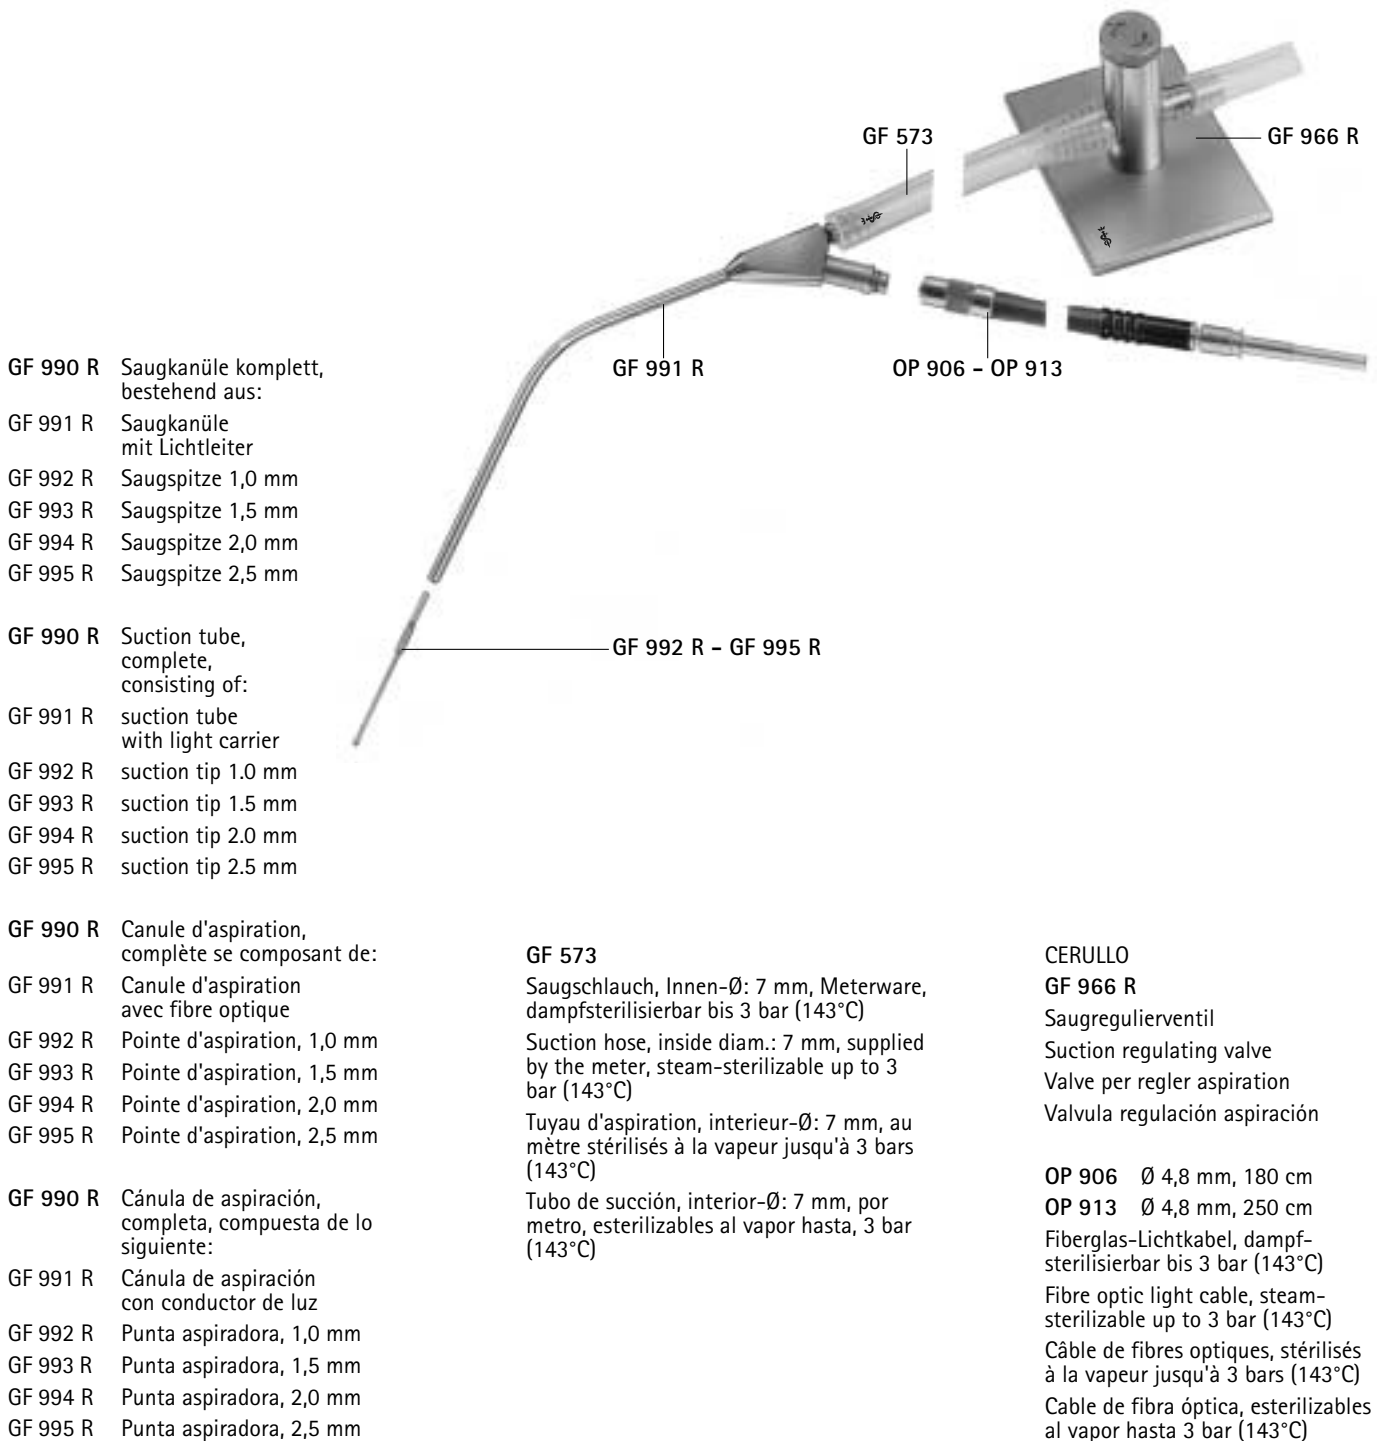 GF 573
GF 966 R
GF 991 R
OP 906 – OP 913
GF 992 R – GF 995 R
GF 990 R Saugkanüle komplett,
bestehend aus:
GF 991 R Saugkanüle
mit Lichtleiter
GF 992 R Saugspitze 1,0 mm
GF 993 R Saugspitze 1,5 mm
GF 994 R Saugspitze 2,0 mm
GF 995 R Saugspitze 2,5 mm
GF 990 R Suction tube,
complete,
consisting of:
GF 991 R suction tube
with light carrier
GF 992 R suction tip 1.0 mm
GF 993 R suction tip 1.5 mm
GF 994 R suction tip 2.0 mm
GF 995 R suction tip 2.5 mm
GF 990 R Canule d'aspiration,
complète se composant de:
GF 991 R Canule d'aspiration
avec fibre optique
GF 992 R Pointe d'aspiration, 1,0 mm
GF 993 R Pointe d'aspiration, 1,5 mm
GF 994 R Pointe d'aspiration, 2,0 mm
GF 995 R Pointe d'aspiration, 2,5 mm
GF 990 R Cánula de aspiración,
completa, compuesta de lo
siguiente:
GF 991 R Cánula de aspiración
con conductor de luz
GF 992 R Punta aspiradora, 1,0 mm
GF 993 R Punta aspiradora, 1,5 mm
GF 994 R Punta aspiradora, 2,0 mm
GF 995 R Punta aspiradora, 2,5 mm
GF 573
Saugschlauch, Innen-Ø: 7 mm, Meterware,
dampfsterilisierbar bis 3 bar (143°C)
Suction hose, inside diam.: 7 mm, supplied
by the meter, steam-sterilizable up to 3
bar (143°C)
Tuyau d'aspiration, interieur-Ø: 7 mm, au
mètre stérilisés à la vapeur jusqu'à 3 bars
(143°C)
Tubo de succión, interior-Ø: 7 mm, por
metro, esterilizables al vapor hasta, 3 bar
(143°C)
CERULLO
GF 966 R
Saugregulierventil
Suction regulating valve
Valve per regler aspiration
Valvula regulación aspiración
OP 906 Ø 4,8 mm, 180 cm
OP 913 Ø 4,8 mm, 250 cm
Fiberglas-Lichtkabel, dampf-
sterilisierbar bis 3 bar (143°C)
Fibre optic light cable, steam-
sterilizable up to 3 bar (143°C)
Câble de fibres optiques, stérilisés
à la vapeur jusqu'à 3 bars (143°C)
Cable de fibra óptica, esterilizables
al vapor hasta 3 bar (143°C)